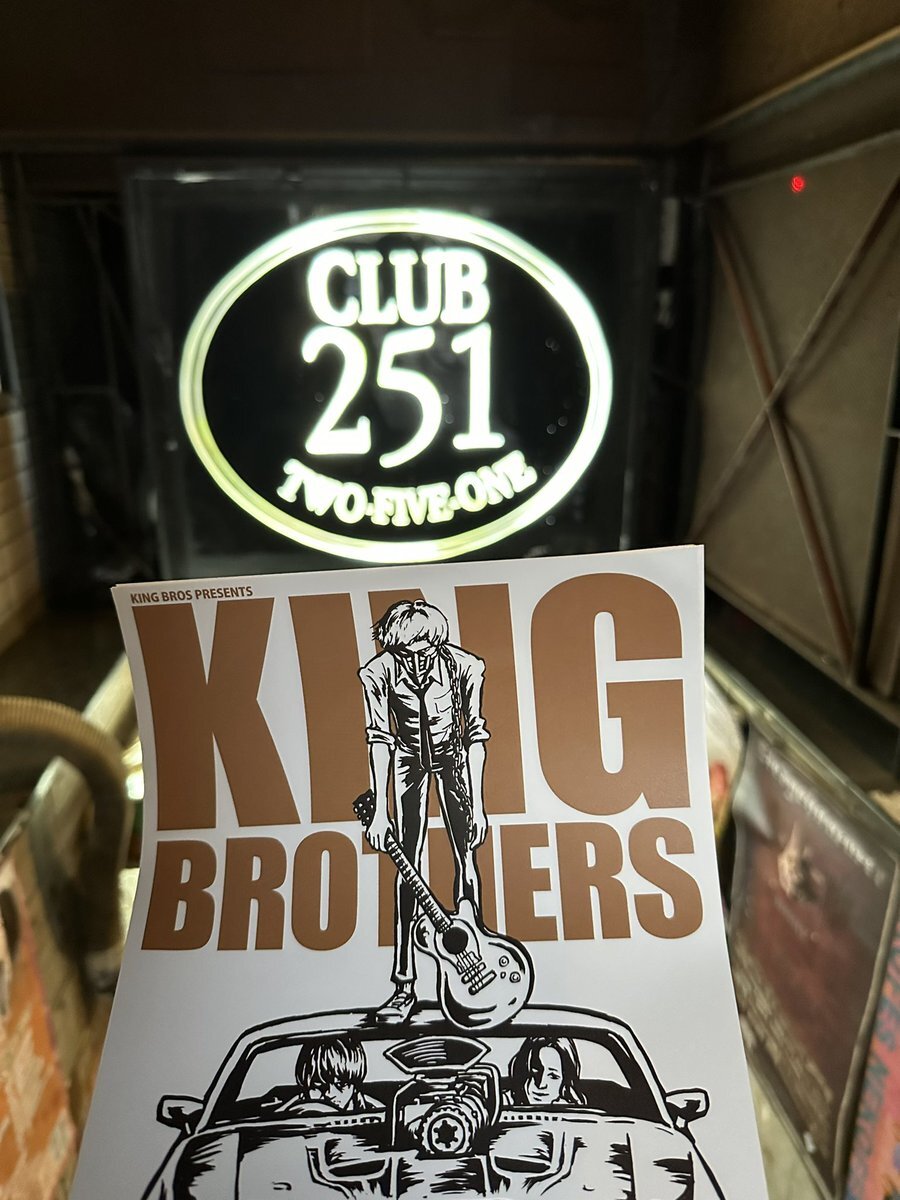 CLUB
251
TWO-FIVE-ONE
KING BROS PRESENTS
KING
BROTHERS